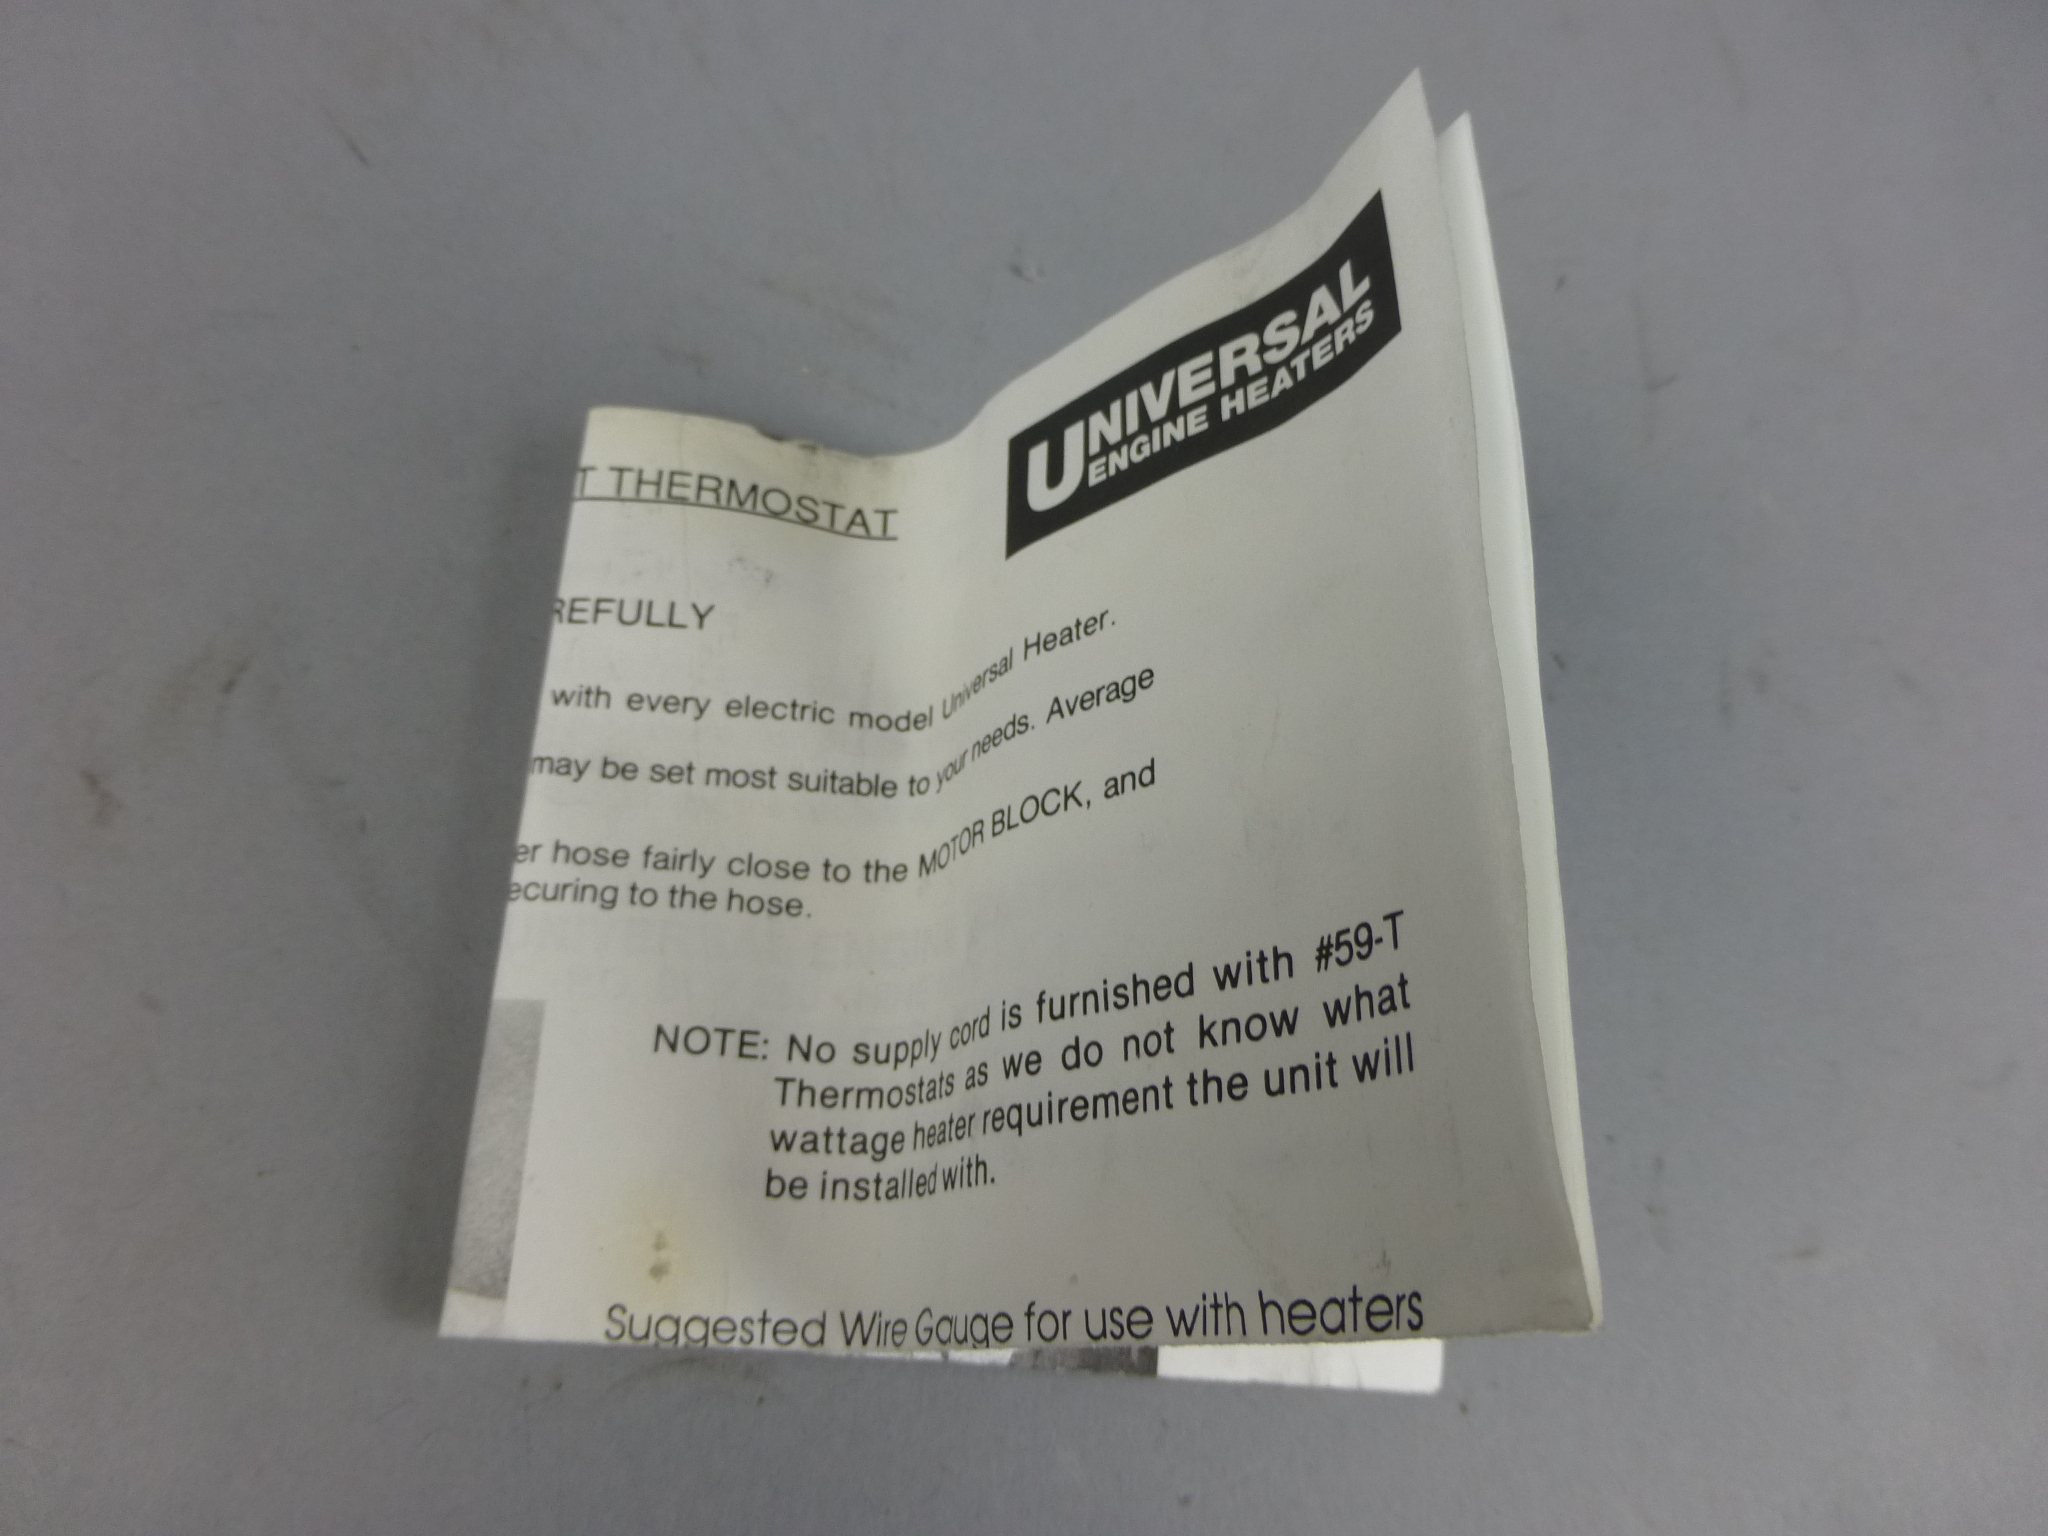 UNIVERSAL
ENGINE HEATERS
T THERMOSTAT
REFULLY
with every electric model Universal Heater.
may be set most suitable to your needs. Average
er hose fairly close to the MOTOR BLOCK, and
ecuring to the hose.
NOTE: No supply cord is furnished with #59-T
Thermostats as we do not know what
wattage heater requirement the unit will
be installed with.
Suggested Wire Gauge for use with heaters